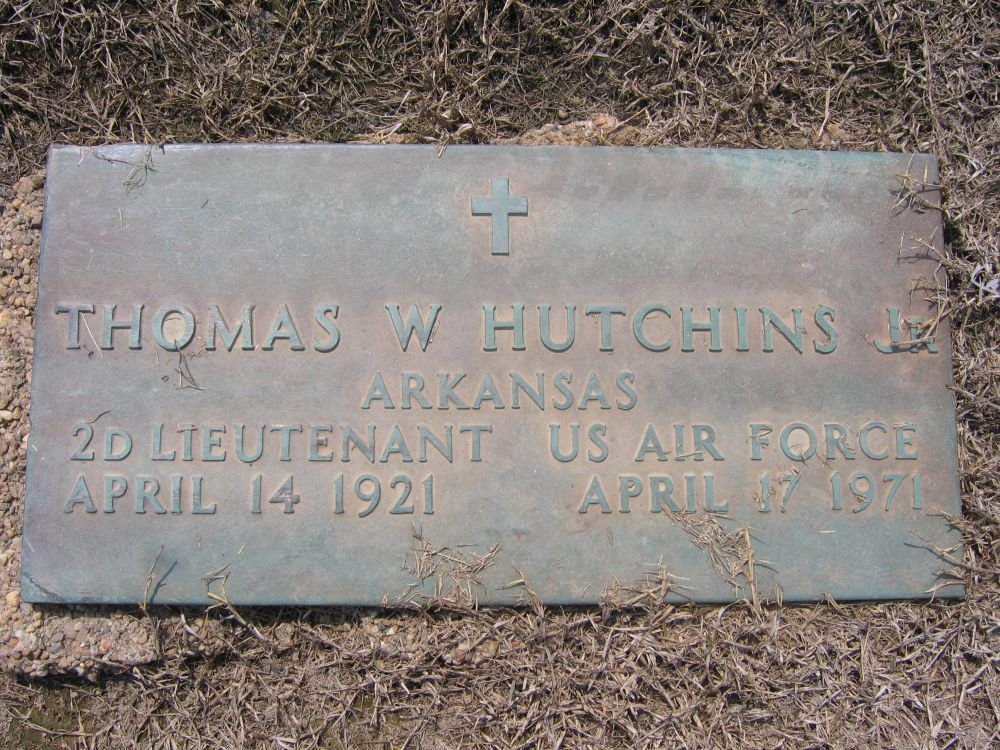 THOMAS W HUTCHINS JR
ARKANSAS
2D LIEUTENANT US AIR FORCE
APRIL 14 1921 APRIL 17 1971